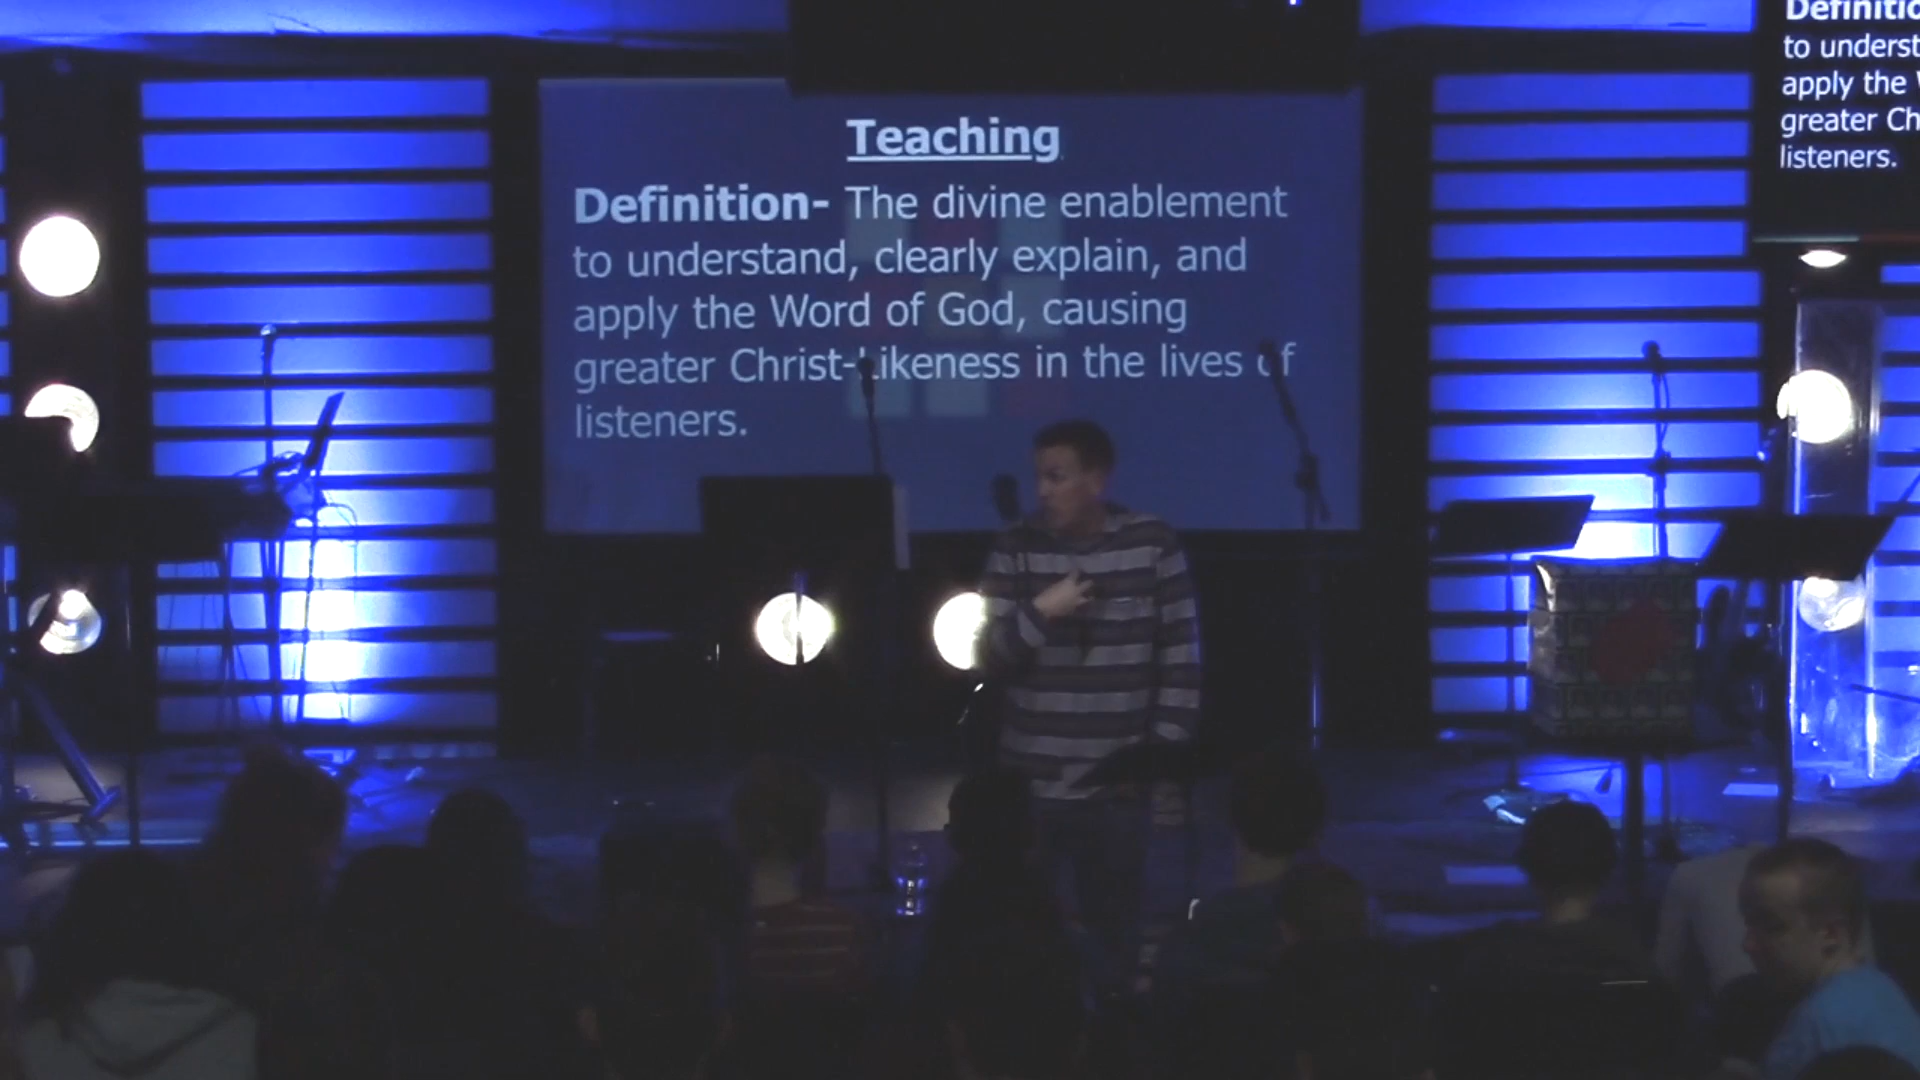 Teaching
Definition- The divine enablement
to understand, clearly explain, and
apply the Word of God, causing
greater Christ-Likeness in the lives of
listeners.
Definitio
to underst
apply the
greater Ch
listeners.